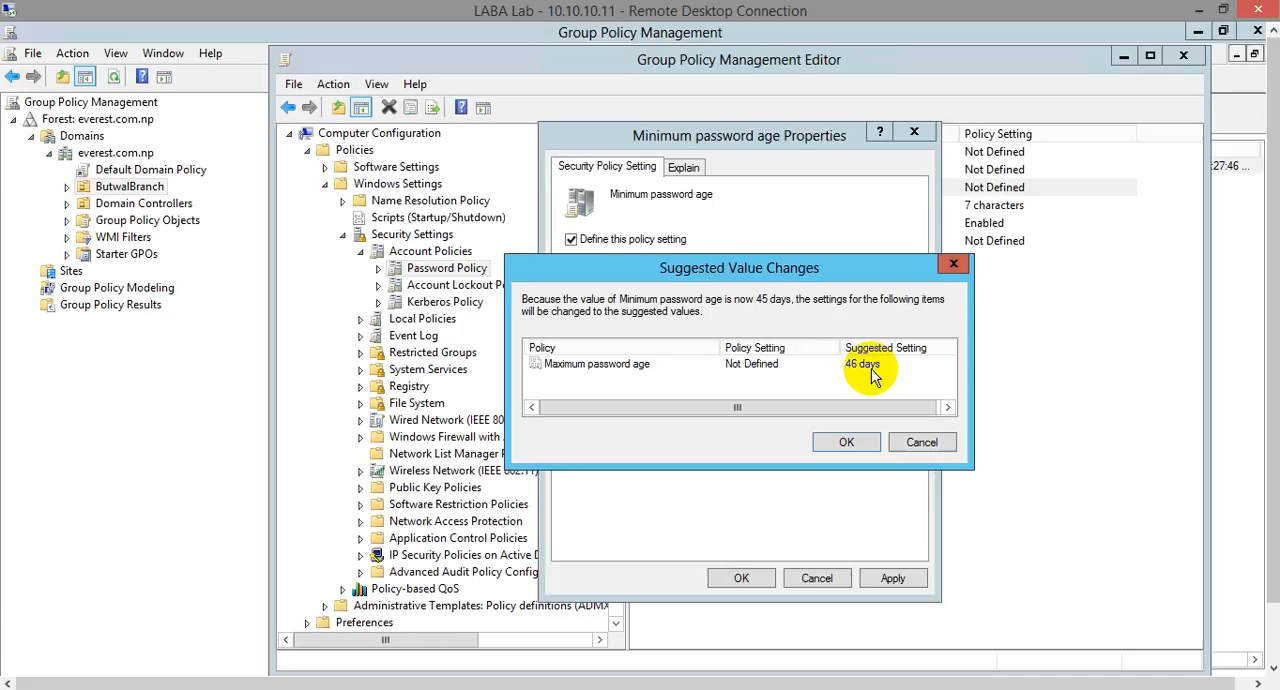 LABA Lab - 10.10.10.11 - Remote Desktop Connection
Group Policy Management
File Action View Window Help
Group Policy Management
Forest: everest.com.np
Domains
everest.com.np
Default Domain Policy
ButwalBranch
Domain Controllers
Group Policy Objects
WMI Filters
Starter GPOs
Sites
Group Policy Modeling
Group Policy Results
Group Policy Management Editor
File Action View Help
Computer Configuration
Policies
Software Settings
Windows Settings
Name Resolution Policy
Scripts (Startup/Shutdown)
Security Settings
Account Policies
Password Policy
Account Lockout Po
Kerberos Policy
Local Policies
Event Log
Restricted Groups
System Services
Registry
File System
Wired Network (IEEE 80
Windows Firewall with
Network List Manager P
Wireless Network (IEEE 802.11)
Public Key Policies
Software Restriction Policies
Network Access Protection
Application Control Policies
IP Security Policies on Active D
Advanced Audit Policy Config
Policy-based QoS
Administrative Templates: Policy definitions (ADMX
Preferences
Policy Setting
Not Defined
Not Defined
Not Defined
7 characters
Enabled
Not Defined
:27:46 ...
Minimum password age Properties
?
Security Policy Setting Explain
Minimum password age
Define this policy setting
Suggested Value Changes
Because the value of Minimum password age is now 45 days, the settings for the following items
will be changed to the suggested values.
Policy Policy Setting Suggested Setting
Maximum password age Not Defined 46 days
OK Cancel
OK Cancel Apply